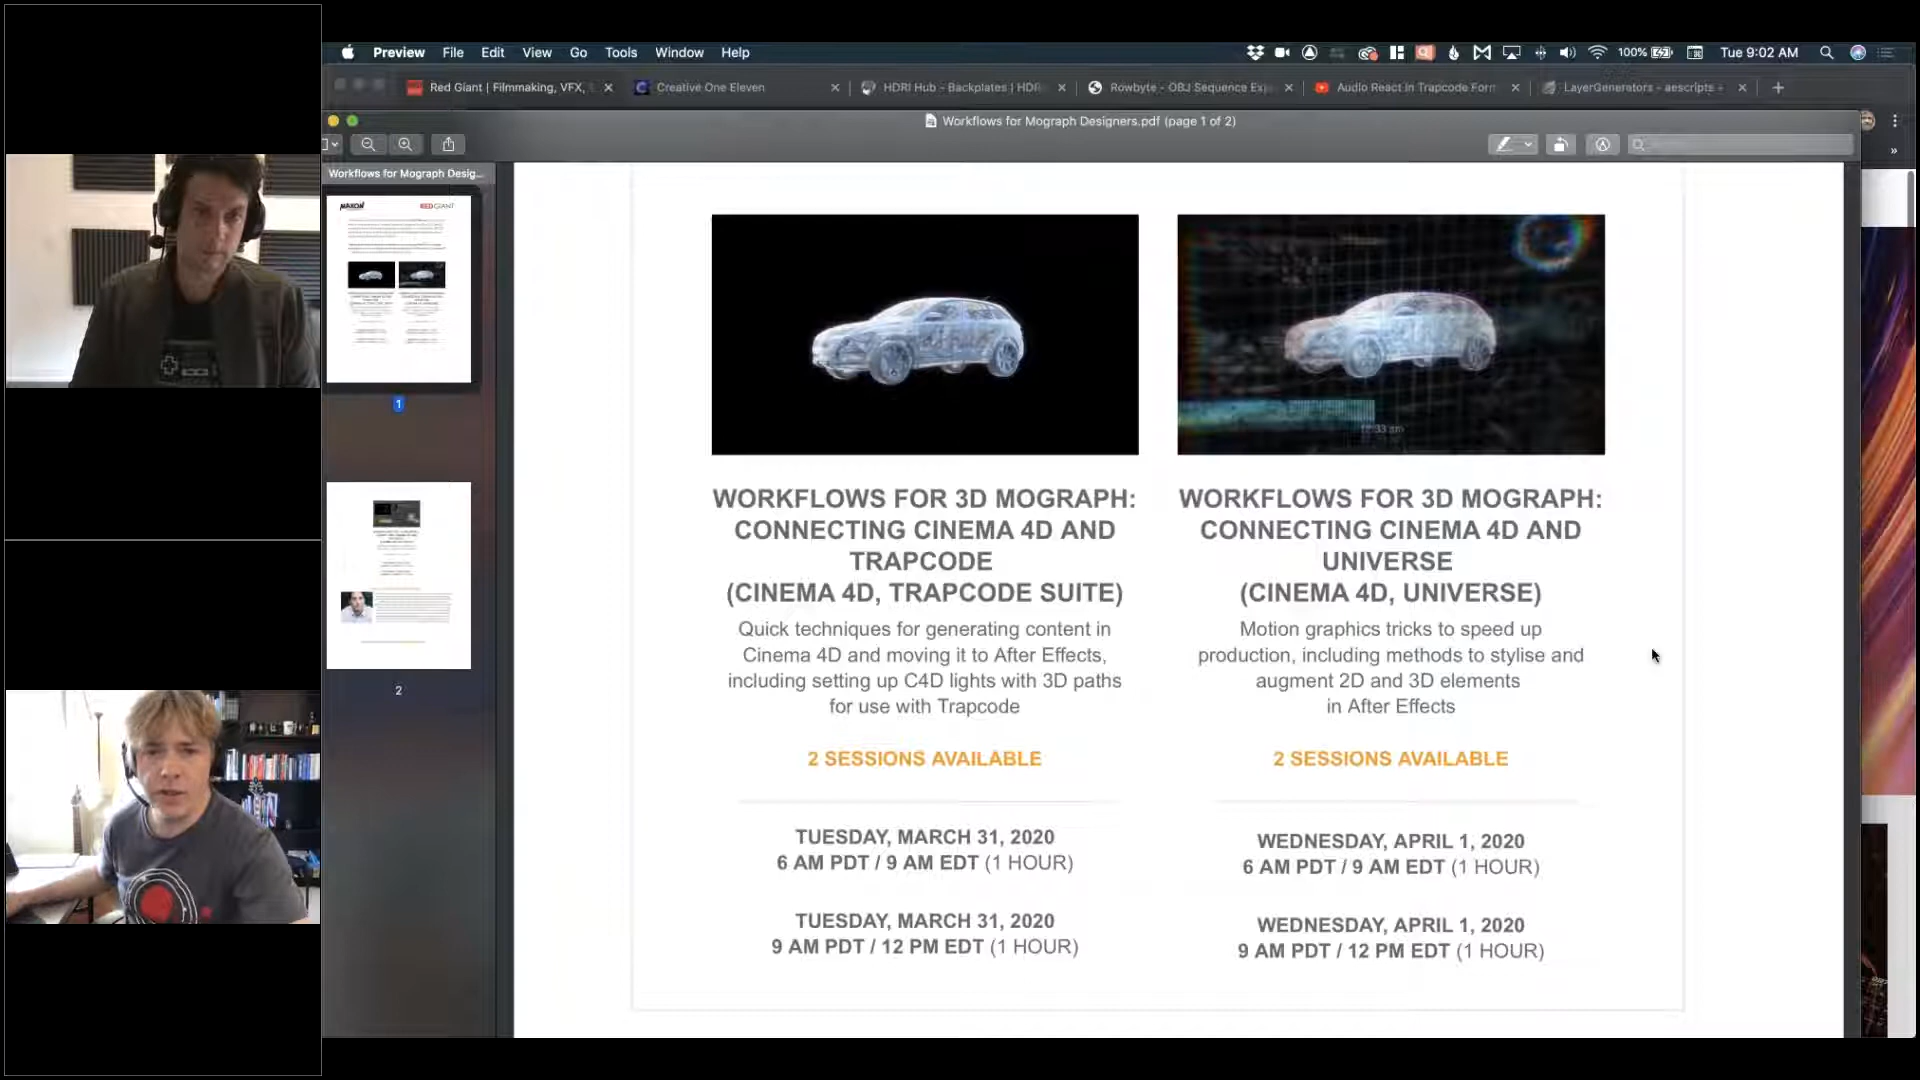 Preview File Edit View Go Tools Window Help
100% Tue 9:02 AM
Red Giant | Filmmaking, VFX,
Creative One Eleven
HDRI Hub - Backplates | HDR
Rowbyte - OBJ Sequence Exp
Audio React in Trapcode Form
LayerGenerators - aescripts +
Workflows for Mograph Designers.pdf (page 1 of 2)
Workflows for Mograph Desig...
MAXON
RED GIANT
1
2
WORKFLOWS FOR 3D MOGRAPH:
CONNECTING CINEMA 4D AND
TRAPCODE
(CINEMA 4D, TRAPCODE SUITE)
Quick techniques for generating content in
Cinema 4D and moving it to After Effects,
including setting up C4D lights with 3D paths
for use with Trapcode
2 SESSIONS AVAILABLE
TUESDAY, MARCH 31, 2020
6 AM PDT / 9 AM EDT (1 HOUR)
TUESDAY, MARCH 31, 2020
9 AM PDT / 12 PM EDT (1 HOUR)
WORKFLOWS FOR 3D MOGRAPH:
CONNECTING CINEMA 4D AND
UNIVERSE
(CINEMA 4D, UNIVERSE)
Motion graphics tricks to speed up
production, including methods to stylise and
augment 2D and 3D elements
in After Effects
2 SESSIONS AVAILABLE
WEDNESDAY, APRIL 1, 2020
6 AM PDT / 9 AM EDT (1 HOUR)
WEDNESDAY, APRIL 1, 2020
9 AM PDT / 12 PM EDT (1 HOUR)